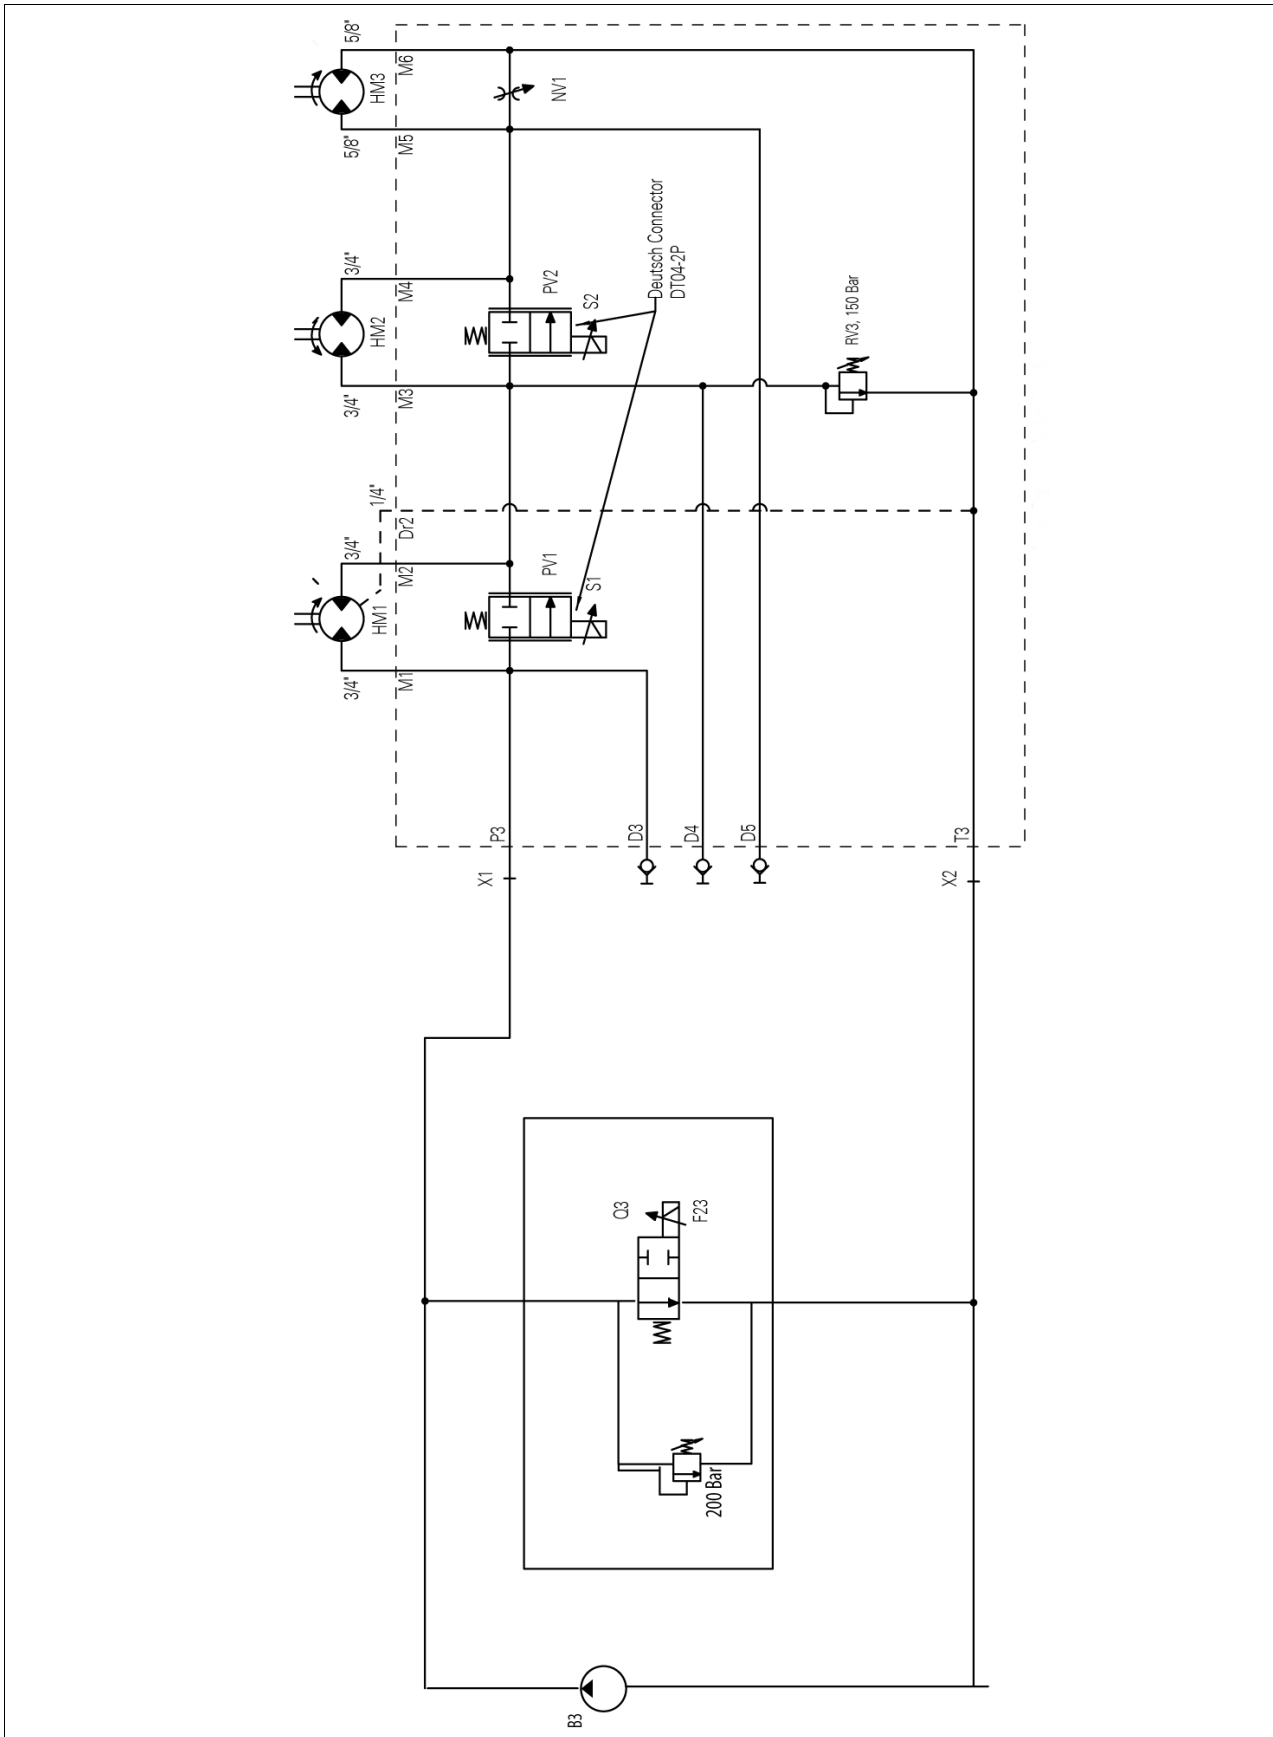 5/8"
M6
HM3
NV1
5/8"
M5
Deutsch Connector
DT04-2P
3/4"
M4
PV2
S2
HM2
RV3, 150 Bar
3/4"
M3
1/4"
Dr2
3/4"
M2
PV1
S1
HM1
3/4"
M1
P3
D3
D4
D5
T3
X1
X2
Q3
F23
200 Bar
B3